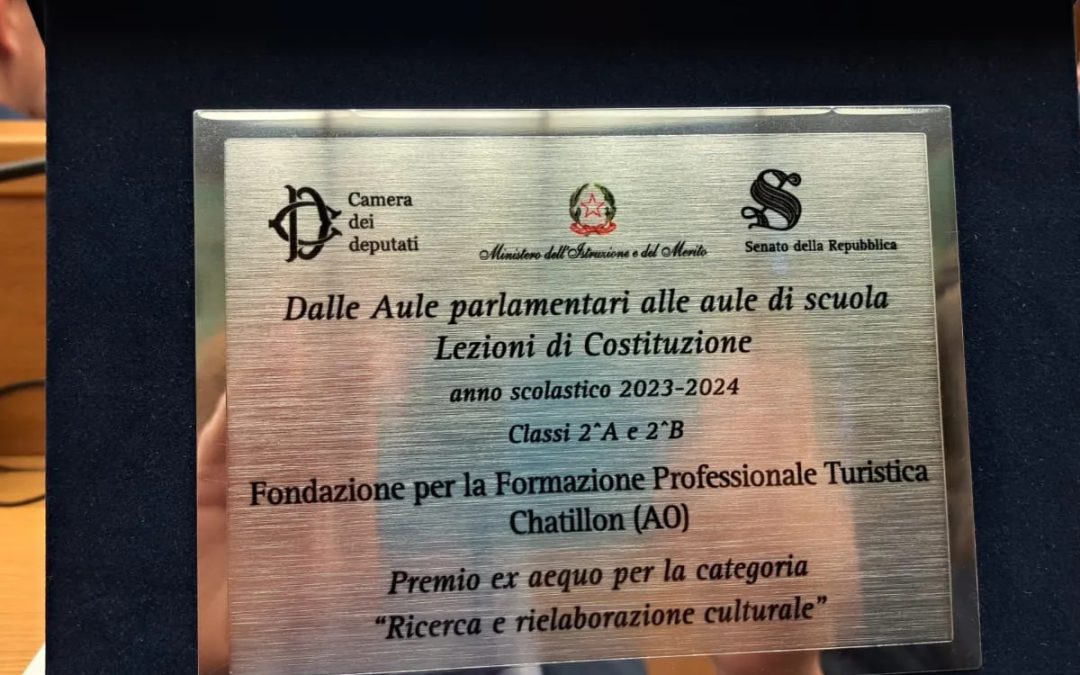 Camera
dei
deputati
Ministero dell'Istruzione e del Merito
Senato della Repubblica
Dalle Aule parlamentari alle aule di scuola
Lezioni di Costituzione
anno scolastico 2023-2024
Classi 2^A e 2^B
Fondazione per la Formazione Professionale Turistica
Chatillon (AO)
Premio ex aequo per la categoria
“Ricerca e rielaborazione culturale”